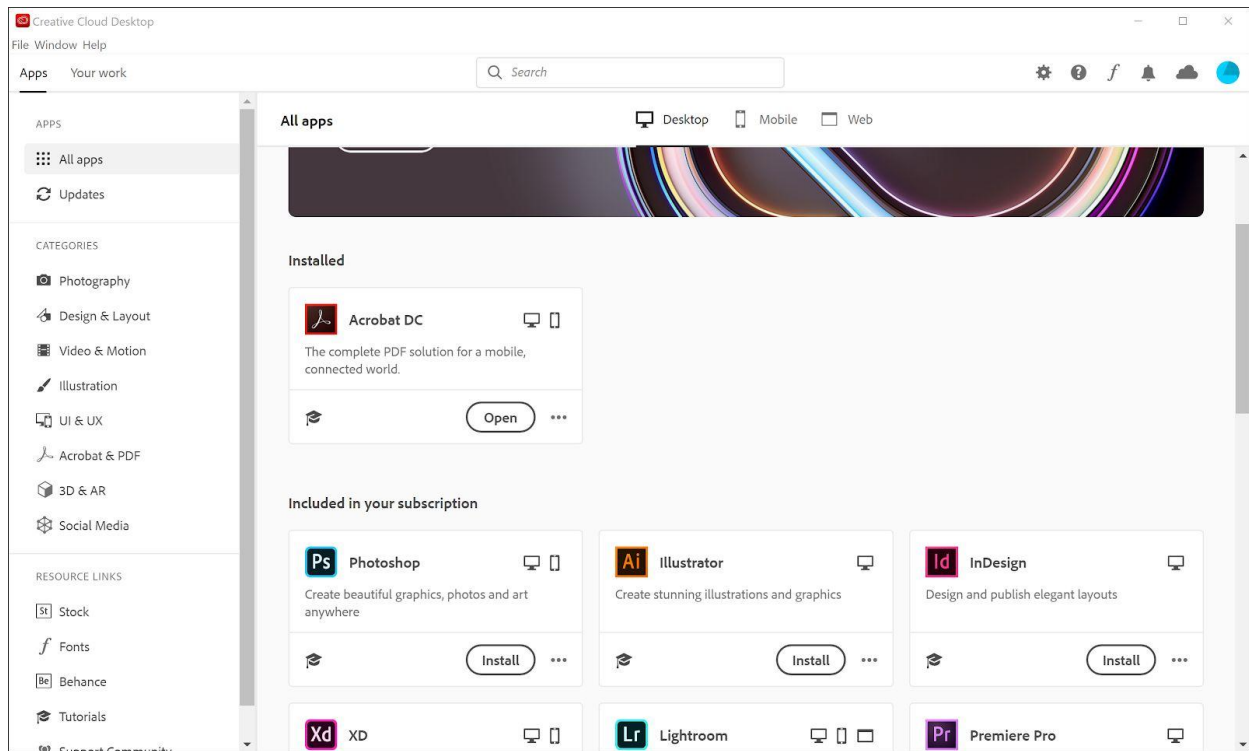 Creative Cloud Desktop
File Window Help
Apps Your work Search f
APPS
All apps
Updates
CATEGORIES
Photography
Design & Layout
Video & Motion
Illustration
UI & UX
Acrobat & PDF
3D & AR
Social Media
RESOURCE LINKS
St Stock
f Fonts
Be Behance
Tutorials
Support Community
All apps Desktop Mobile Web
Installed
Acrobat DC
The complete PDF solution for a mobile,
connected world.
Open
Included in your subscription
Ps Photoshop
Create beautiful graphics, photos and art
anywhere
Install
Ai Illustrator
Create stunning illustrations and graphics
Install
Id InDesign
Design and publish elegant layouts
Install
Xd XD
Lr Lightroom
Pr Premiere Pro